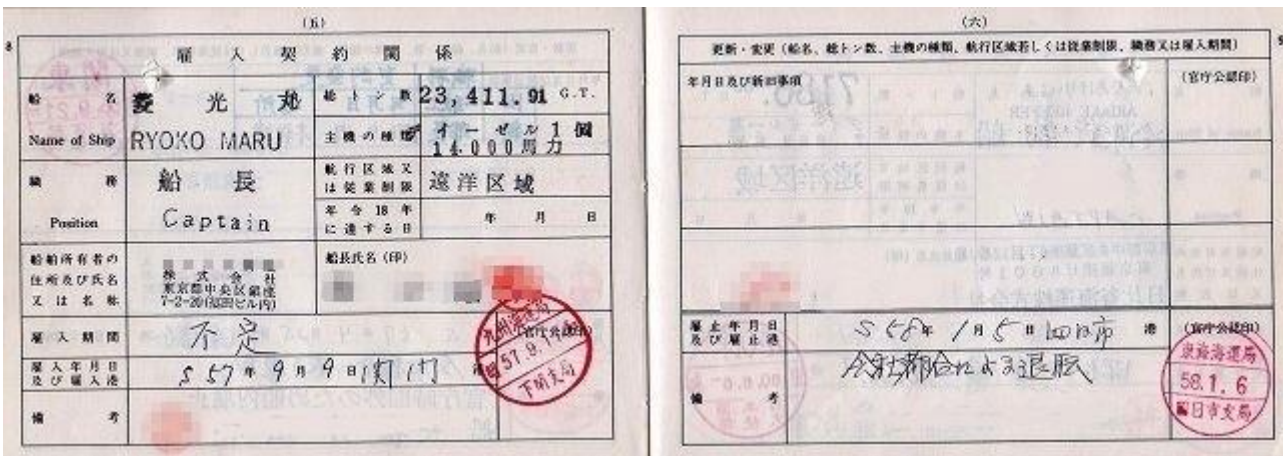 (五)
雇入契約関係
船名
菱光丸
総トン数
23,411.91 G.T.
Name of Ship
RYOKO MARU
主機の種類
ディーゼル 1個
14,000馬力
職務
船長
航行区域又
は従業制限
遠洋区域
Position
Captain
年令18年
に達する日
年 月 日
船舶所有者の
住所及び氏名
又は名称
株式会社
東京都中央区銀座
船長氏名(印)
雇入期間
不定
(官庁公認印)
九州海運局
57.9.
下関支局
雇入年月日
及び雇入港
S57年9月9日 関門 港
備考
(六)
更新・変更(船名、総トン数、主機の種類、航行区域若しくは従業制限、職務又は雇入期間)
年月日及び新旧事項
(官庁公認印)
雇止年月日
及び雇止港
S58年1月5日 四日市 港
(官庁公認印)
会社都合による退職
東海海運局
58.1.6
四日市支局
備考